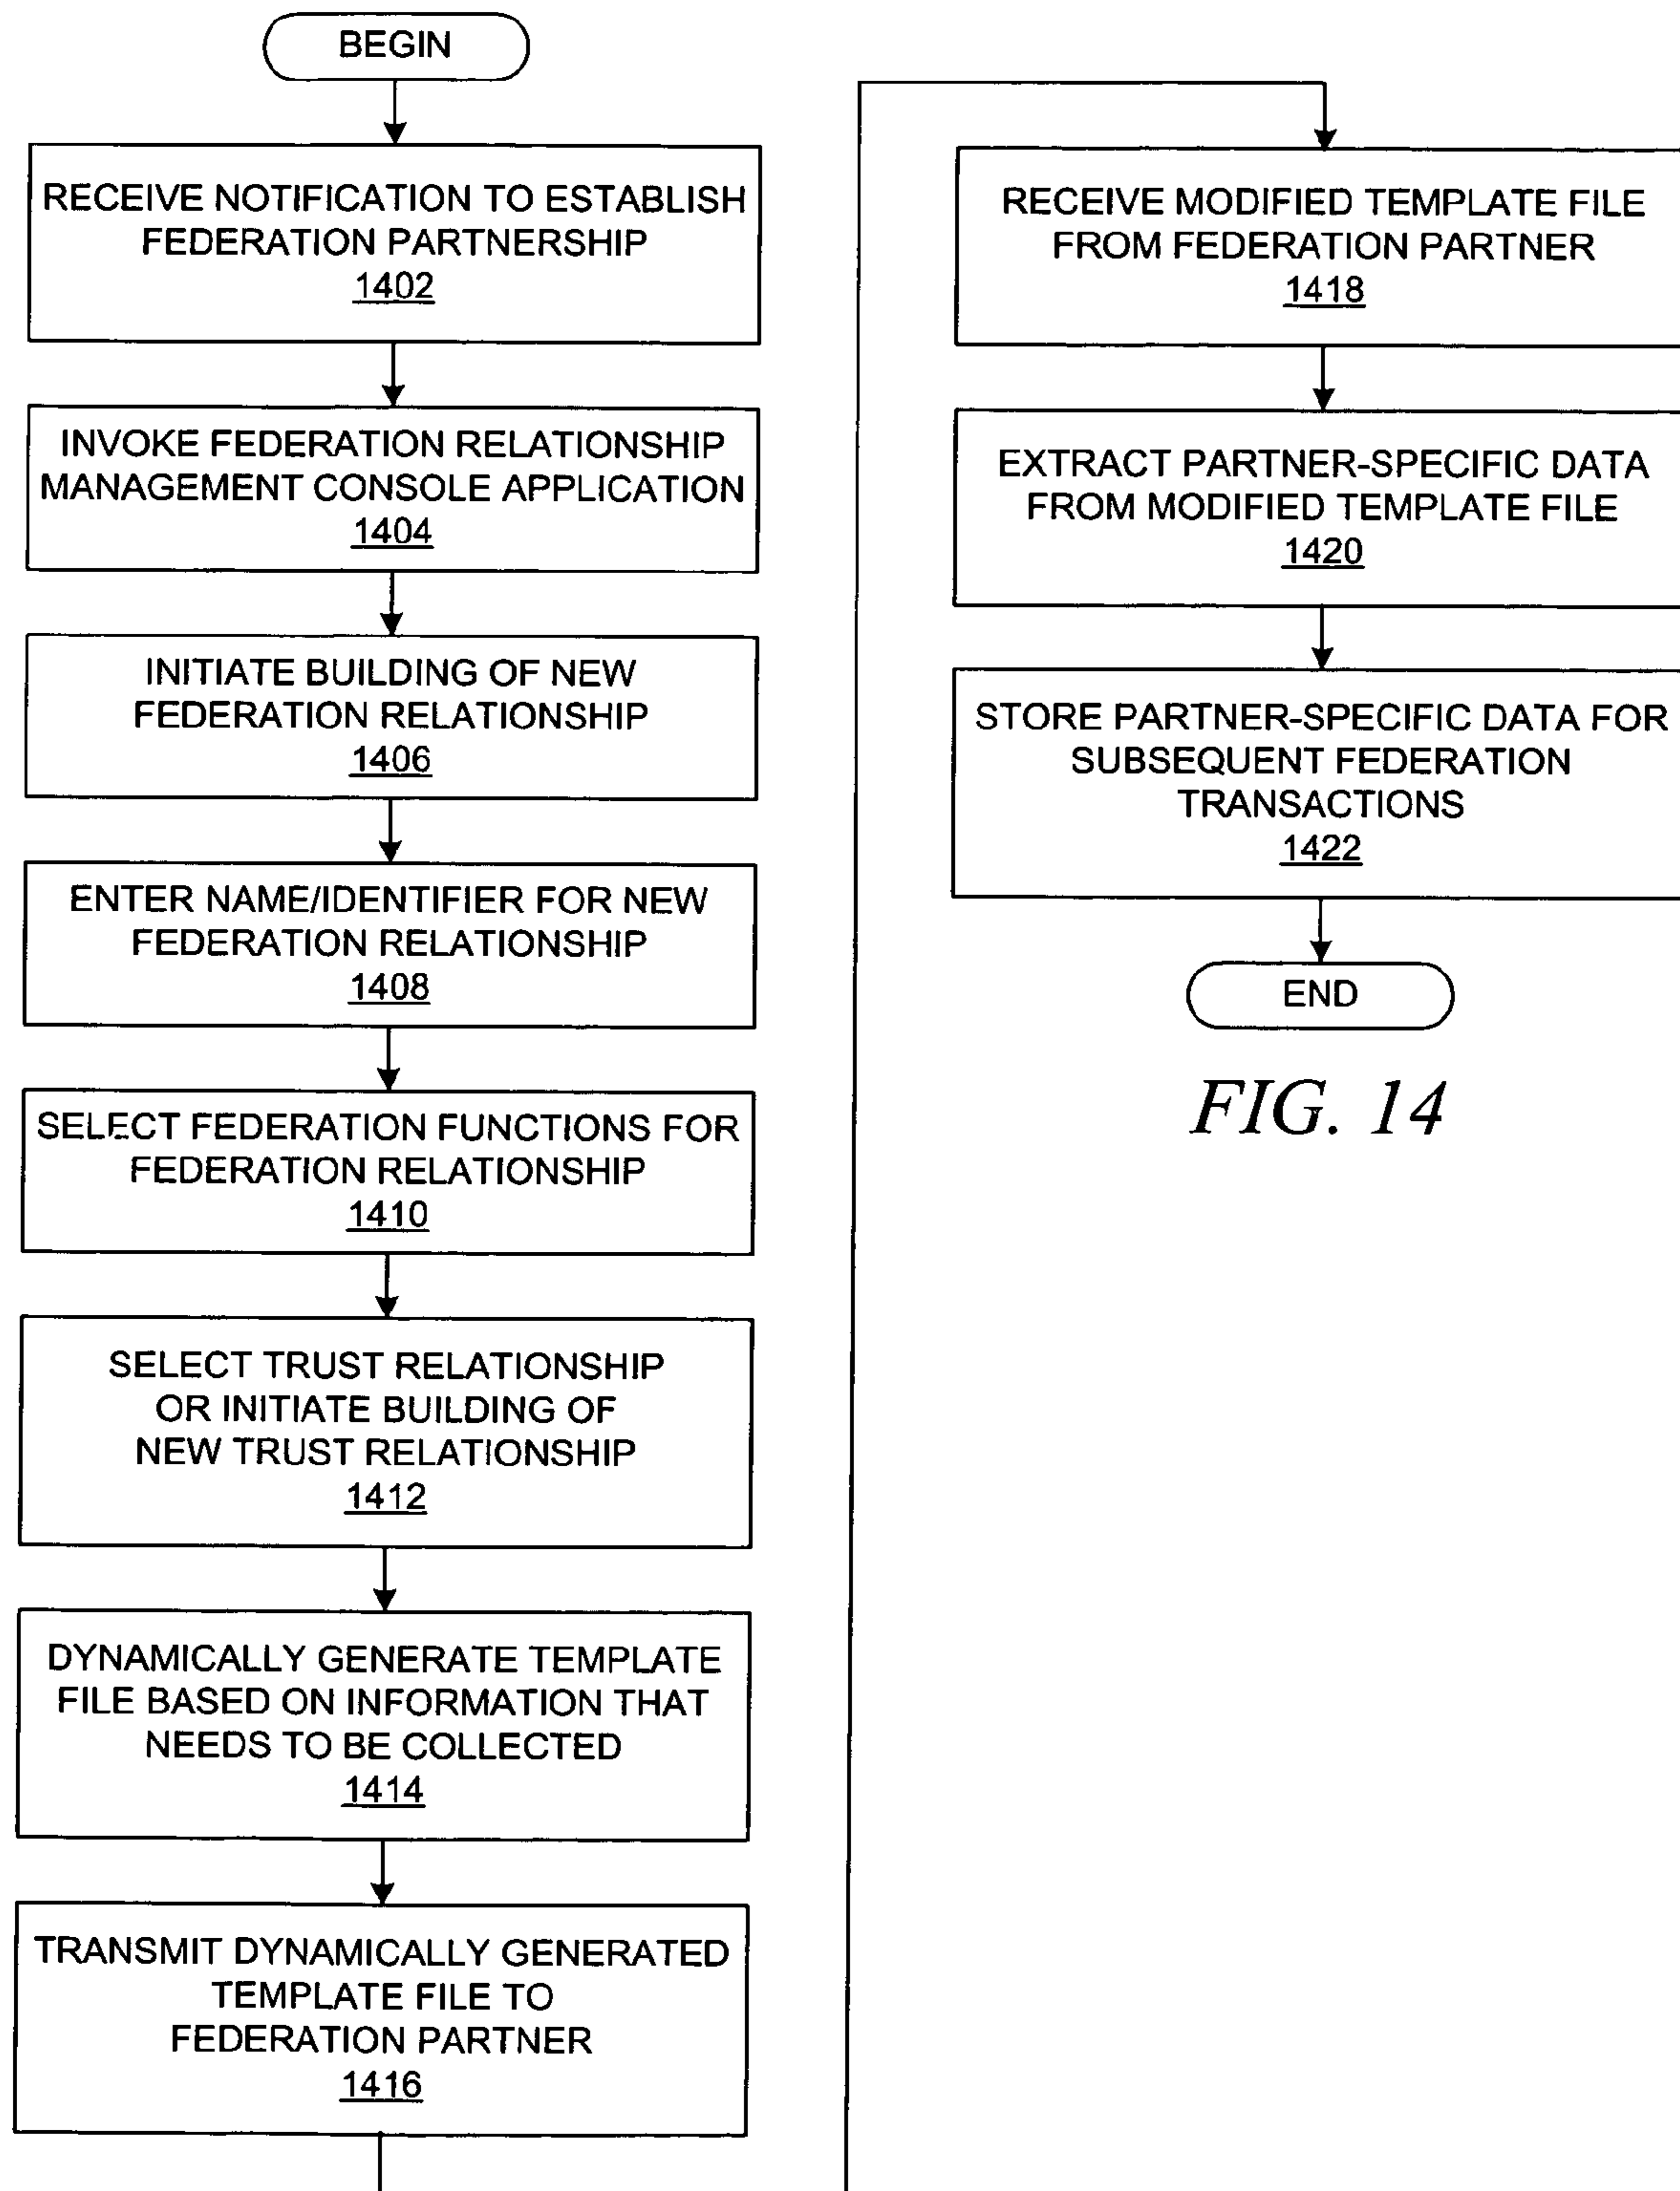 BEGIN
RECEIVE NOTIFICATION TO ESTABLISH
FEDERATION PARTNERSHIP
1402
INVOKE FEDERATION RELATIONSHIP
MANAGEMENT CONSOLE APPLICATION
1404
INITIATE BUILDING OF NEW
FEDERATION RELATIONSHIP
1406
ENTER NAME/IDENTIFIER FOR NEW
FEDERATION RELATIONSHIP
1408
SELECT FEDERATION FUNCTIONS FOR
FEDERATION RELATIONSHIP
1410
SELECT TRUST RELATIONSHIP
OR INITIATE BUILDING OF
NEW TRUST RELATIONSHIP
1412
DYNAMICALLY GENERATE TEMPLATE
FILE BASED ON INFORMATION THAT
NEEDS TO BE COLLECTED
1414
TRANSMIT DYNAMICALLY GENERATED
TEMPLATE FILE TO
FEDERATION PARTNER
1416
RECEIVE MODIFIED TEMPLATE FILE
FROM FEDERATION PARTNER
1418
EXTRACT PARTNER-SPECIFIC DATA
FROM MODIFIED TEMPLATE FILE
1420
STORE PARTNER-SPECIFIC DATA FOR
SUBSEQUENT FEDERATION
TRANSACTIONS
1422
END
FIG. 14